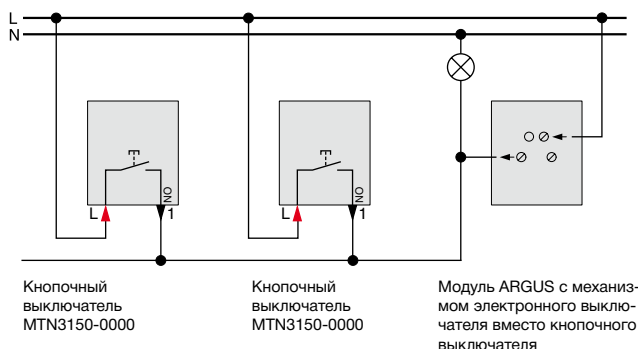 L
N
NO
L
1
NO
L
1
Кнопочный
выключатель
MTN3150-0000
Кнопочный
выключатель
MTN3150-0000
Модуль ARGUS с механиз-
мом электронного выклю-
чателя вместо кнопочного
выключателя